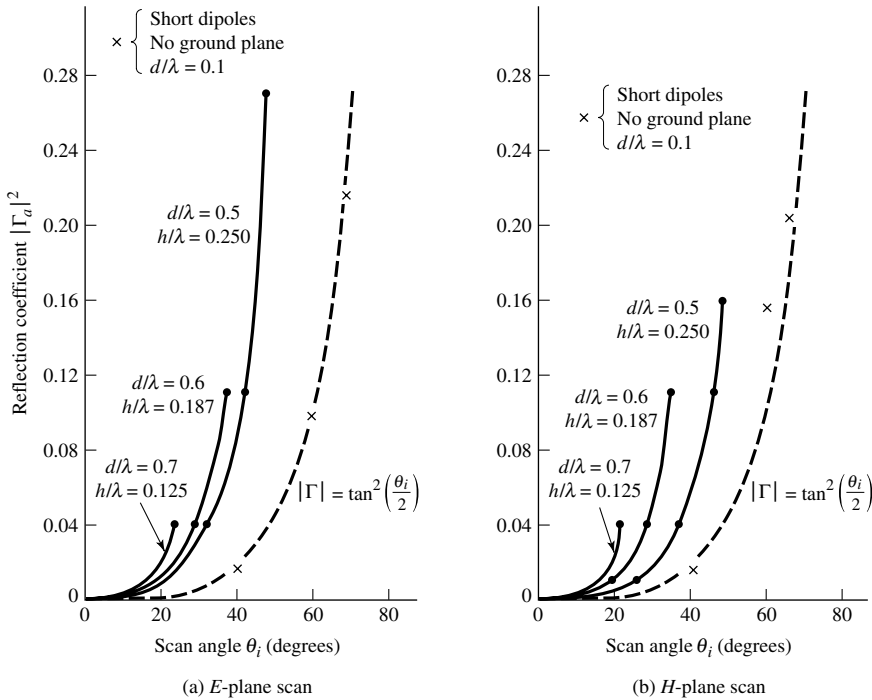 Short dipoles
× { No ground plane
d/λ = 0.1
0.28
0.24
0.20
0.16
0.12
0.08
0.04
0
Reflection coefficient |Γₐ|²
d/λ = 0.5
h/λ = 0.250
d/λ = 0.6
h/λ = 0.187
d/λ = 0.7
h/λ = 0.125
|Γ| = tan²(θᵢ/2)
0 20 40 60 80
Scan angle θᵢ (degrees)
(a) E-plane scan
Short dipoles
× { No ground plane
d/λ = 0.1
0.28
0.24
0.20
0.16
0.12
0.08
0.04
0
d/λ = 0.5
h/λ = 0.250
d/λ = 0.6
h/λ = 0.187
d/λ = 0.7
h/λ = 0.125
|Γ| = tan²(θᵢ/2)
0 20 40 60 80
Scan angle θᵢ (degrees)
(b) H-plane scan